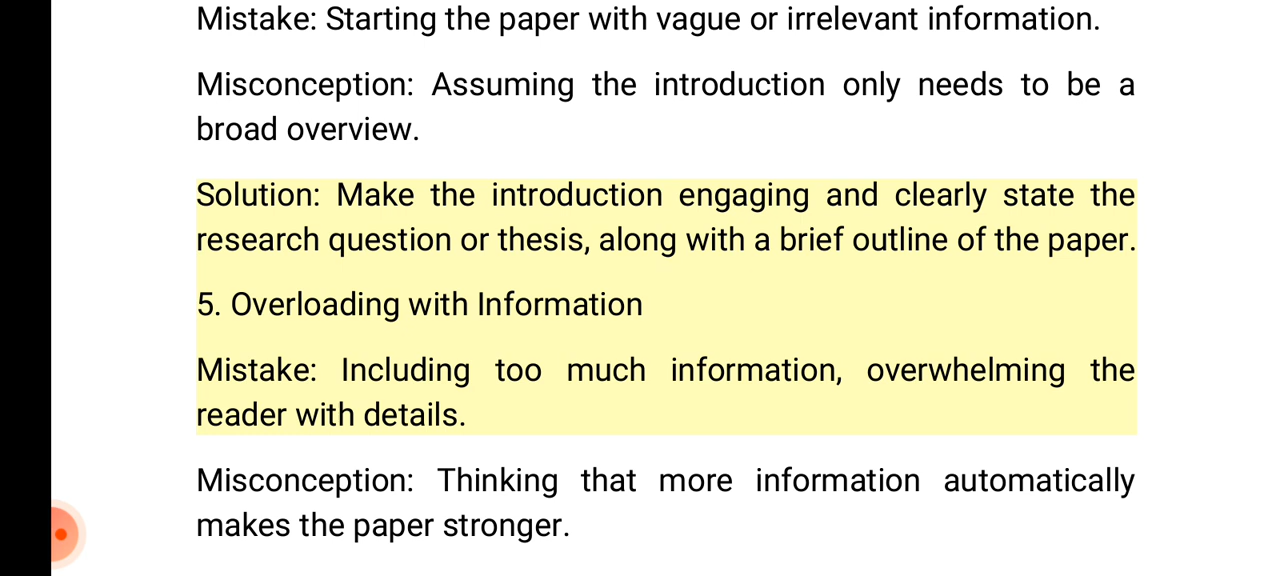 Mistake: Starting the paper with vague or irrelevant information.
Misconception: Assuming the introduction only needs to be a
broad overview.
Solution: Make the introduction engaging and clearly state the
research question or thesis, along with a brief outline of the paper.
5. Overloading with Information
Mistake: Including too much information, overwhelming the
reader with details.
Misconception: Thinking that more information automatically
makes the paper stronger.